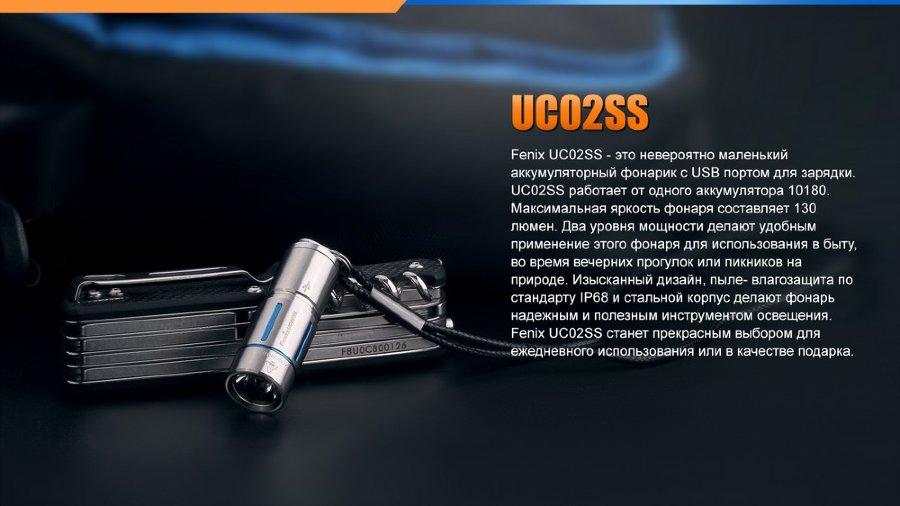 UC02SS
Fenix UC02SS - это невероятно маленький
аккумуляторный фонарик с USB портом для зарядки.
UC02SS работает от одного аккумулятора 10180.
Максимальная яркость фонаря составляет 130
люмен. Два уровня мощности делают удобным
применение этого фонаря для использования в быту,
во время вечерних прогулок или пикников на
природе. Изысканный дизайн, пыле- влагозащита по
стандарту IP68 и стальной корпус делают фонарь
надежным и полезным инструментом освещения.
Fenix UC02SS станет прекрасным выбором для
ежедневного использования или в качестве подарка.
FBU0C800126